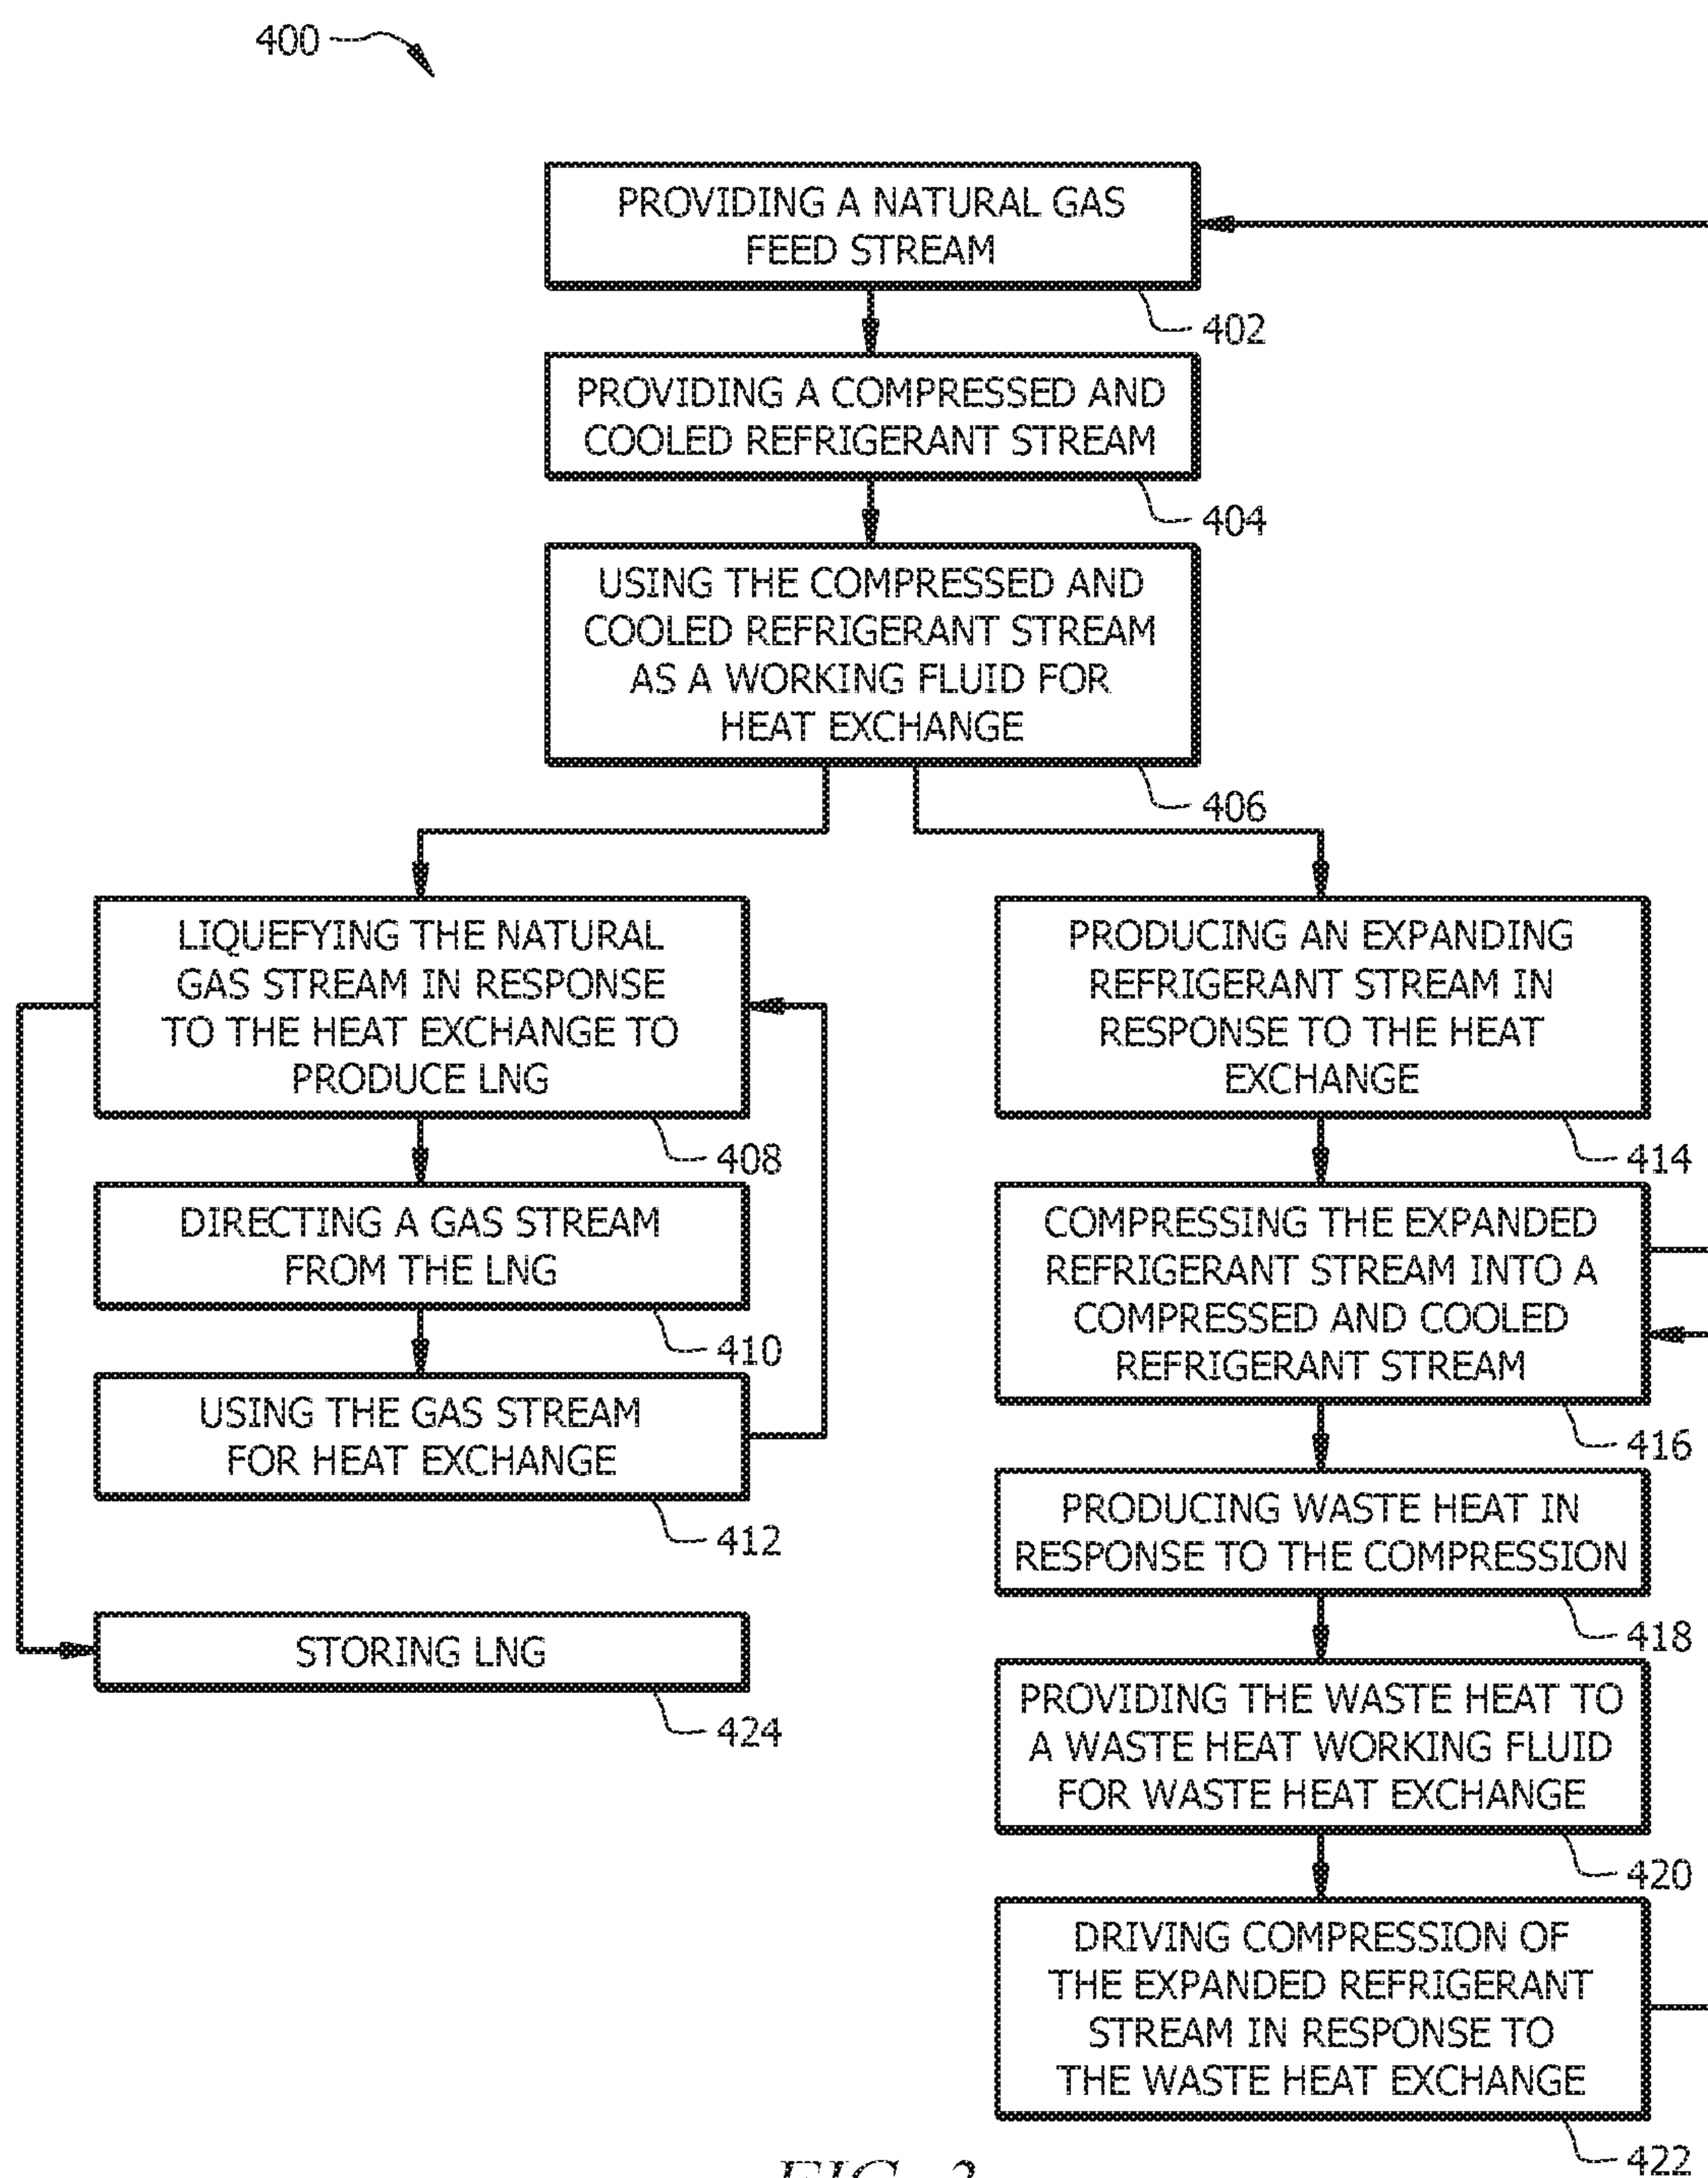 400
PROVIDING A NATURAL GAS
FEED STREAM
402
PROVIDING A COMPRESSED AND
COOLED REFRIGERANT STREAM
404
USING THE COMPRESSED AND
COOLED REFRIGERANT STREAM
AS A WORKING FLUID FOR
HEAT EXCHANGE
406
LIQUEFYING THE NATURAL
GAS STREAM IN RESPONSE
TO THE HEAT EXCHANGE TO
PRODUCE LNG
408
DIRECTING A GAS STREAM
FROM THE LNG
410
USING THE GAS STREAM
FOR HEAT EXCHANGE
412
STORING LNG
424
PRODUCING AN EXPANDING
REFRIGERANT STREAM IN
RESPONSE TO THE HEAT
EXCHANGE
414
COMPRESSING THE EXPANDED
REFRIGERANT STREAM INTO A
COMPRESSED AND COOLED
REFRIGERANT STREAM
416
PRODUCING WASTE HEAT IN
RESPONSE TO THE COMPRESSION
418
PROVIDING THE WASTE HEAT TO
A WASTE HEAT WORKING FLUID
FOR WASTE HEAT EXCHANGE
420
DRIVING COMPRESSION OF
THE EXPANDED REFRIGERANT
STREAM IN RESPONSE TO
THE WASTE HEAT EXCHANGE
422